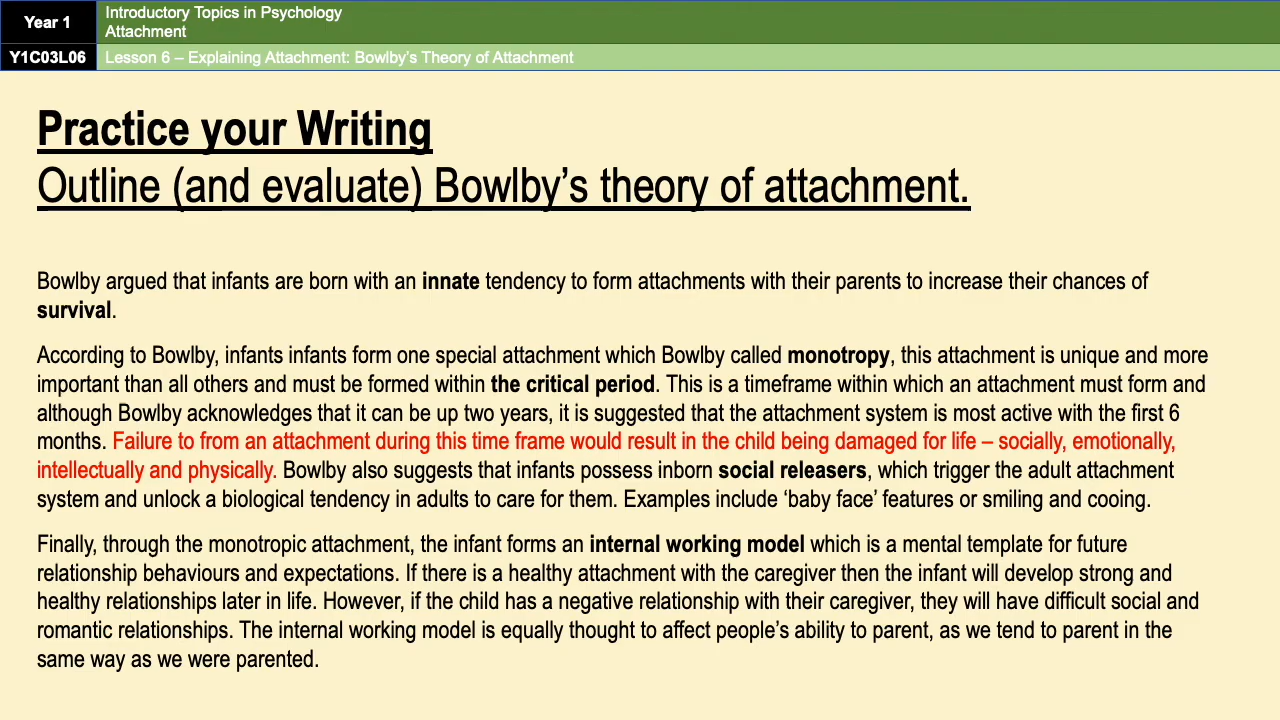 Year 1
Introductory Topics in Psychology
Attachment
Y1C03L06
Lesson 6 – Explaining Attachment: Bowlby’s Theory of Attachment
Practice your Writing
Outline (and evaluate) Bowlby’s theory of attachment.
Bowlby argued that infants are born with an innate tendency to form attachments with their parents to increase their chances of
survival.
According to Bowlby, infants infants form one special attachment which Bowlby called monotropy, this attachment is unique and more
important than all others and must be formed within the critical period. This is a timeframe within which an attachment must form and
although Bowlby acknowledges that it can be up two years, it is suggested that the attachment system is most active with the first 6
months. Failure to from an attachment during this time frame would result in the child being damaged for life – socially, emotionally,
intellectually and physically. Bowlby also suggests that infants possess inborn social releasers, which trigger the adult attachment
system and unlock a biological tendency in adults to care for them. Examples include ‘baby face’ features or smiling and cooing.
Finally, through the monotropic attachment, the infant forms an internal working model which is a mental template for future
relationship behaviours and expectations. If there is a healthy attachment with the caregiver then the infant will develop strong and
healthy relationships later in life. However, if the child has a negative relationship with their caregiver, they will have difficult social and
romantic relationships. The internal working model is equally thought to affect people’s ability to parent, as we tend to parent in the
same way as we were parented.